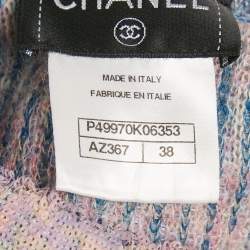 CHANEL
MADE IN ITALY
FABRIQUE EN ITALIE
P49970K06353
AZ367 38